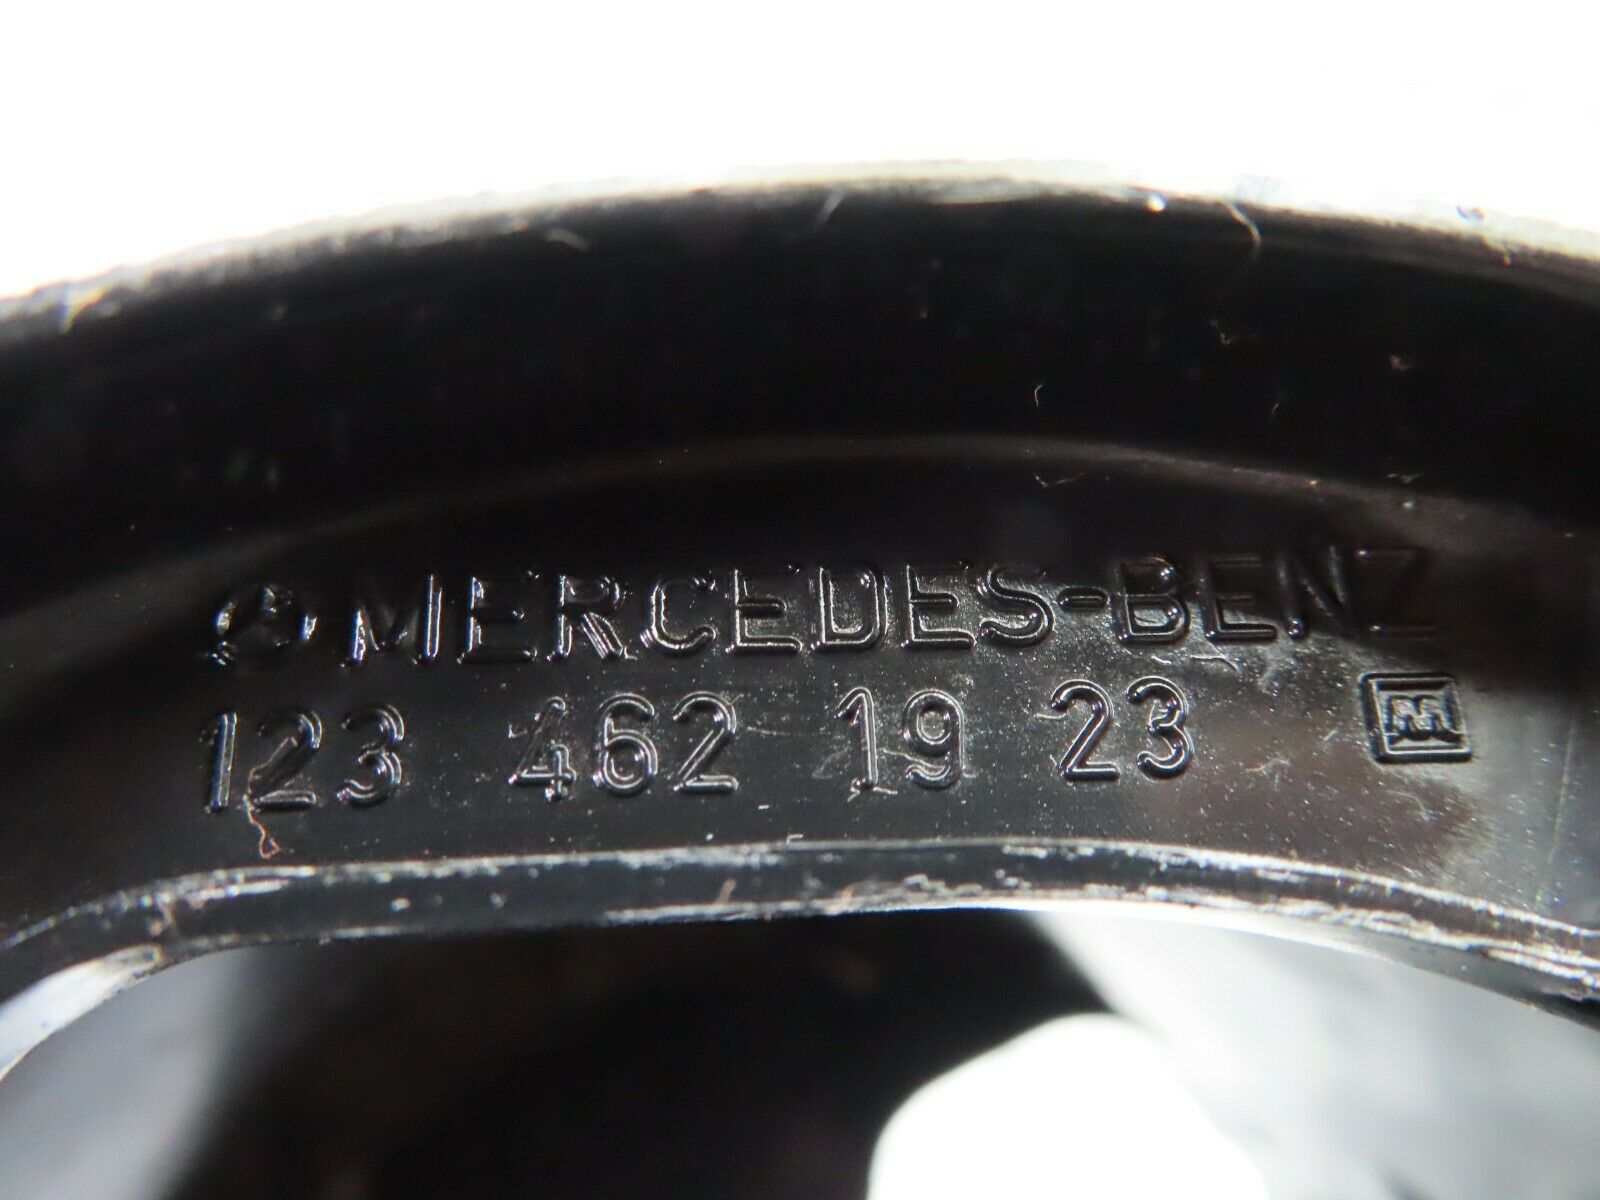 MERCEDES-BENZ
123 462 19 23